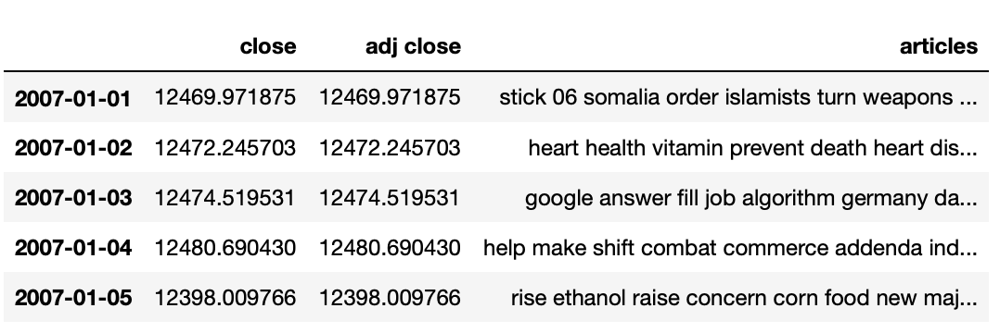 close adj close articles
2007-01-01 12469.971875 12469.971875 stick 06 somalia order islamists turn weapons ...
2007-01-02 12472.245703 12472.245703 heart health vitamin prevent death heart dis...
2007-01-03 12474.519531 12474.519531 google answer fill job algorithm germany da...
2007-01-04 12480.690430 12480.690430 help make shift combat commerce addenda ind...
2007-01-05 12398.009766 12398.009766 rise ethanol raise concern corn food new maj...